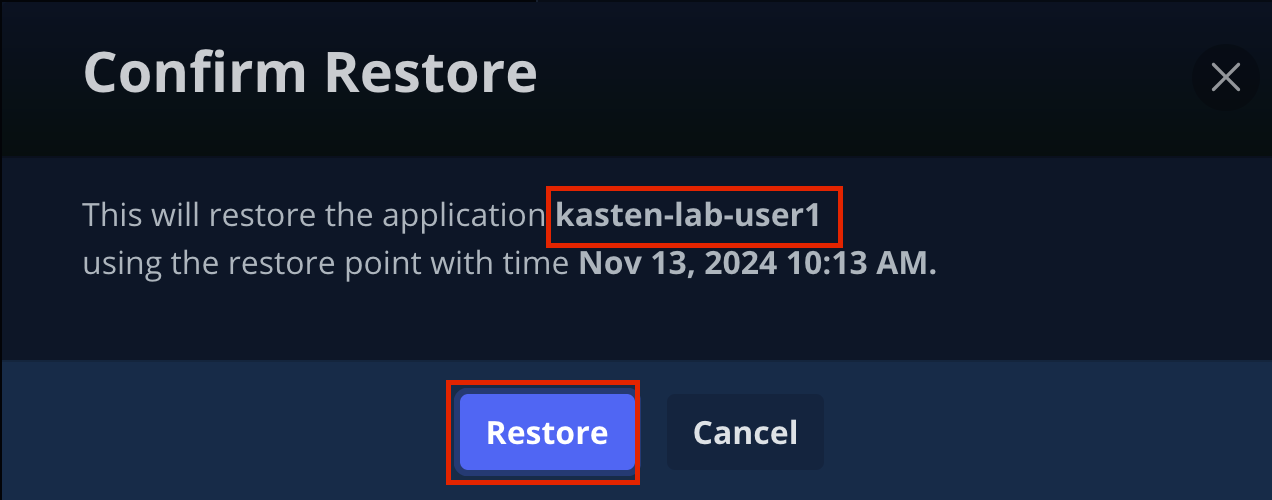 Confirm Restore
This will restore the application kasten-lab-user1
using the restore point with time Nov 13, 2024 10:13 AM.
Restore
Cancel